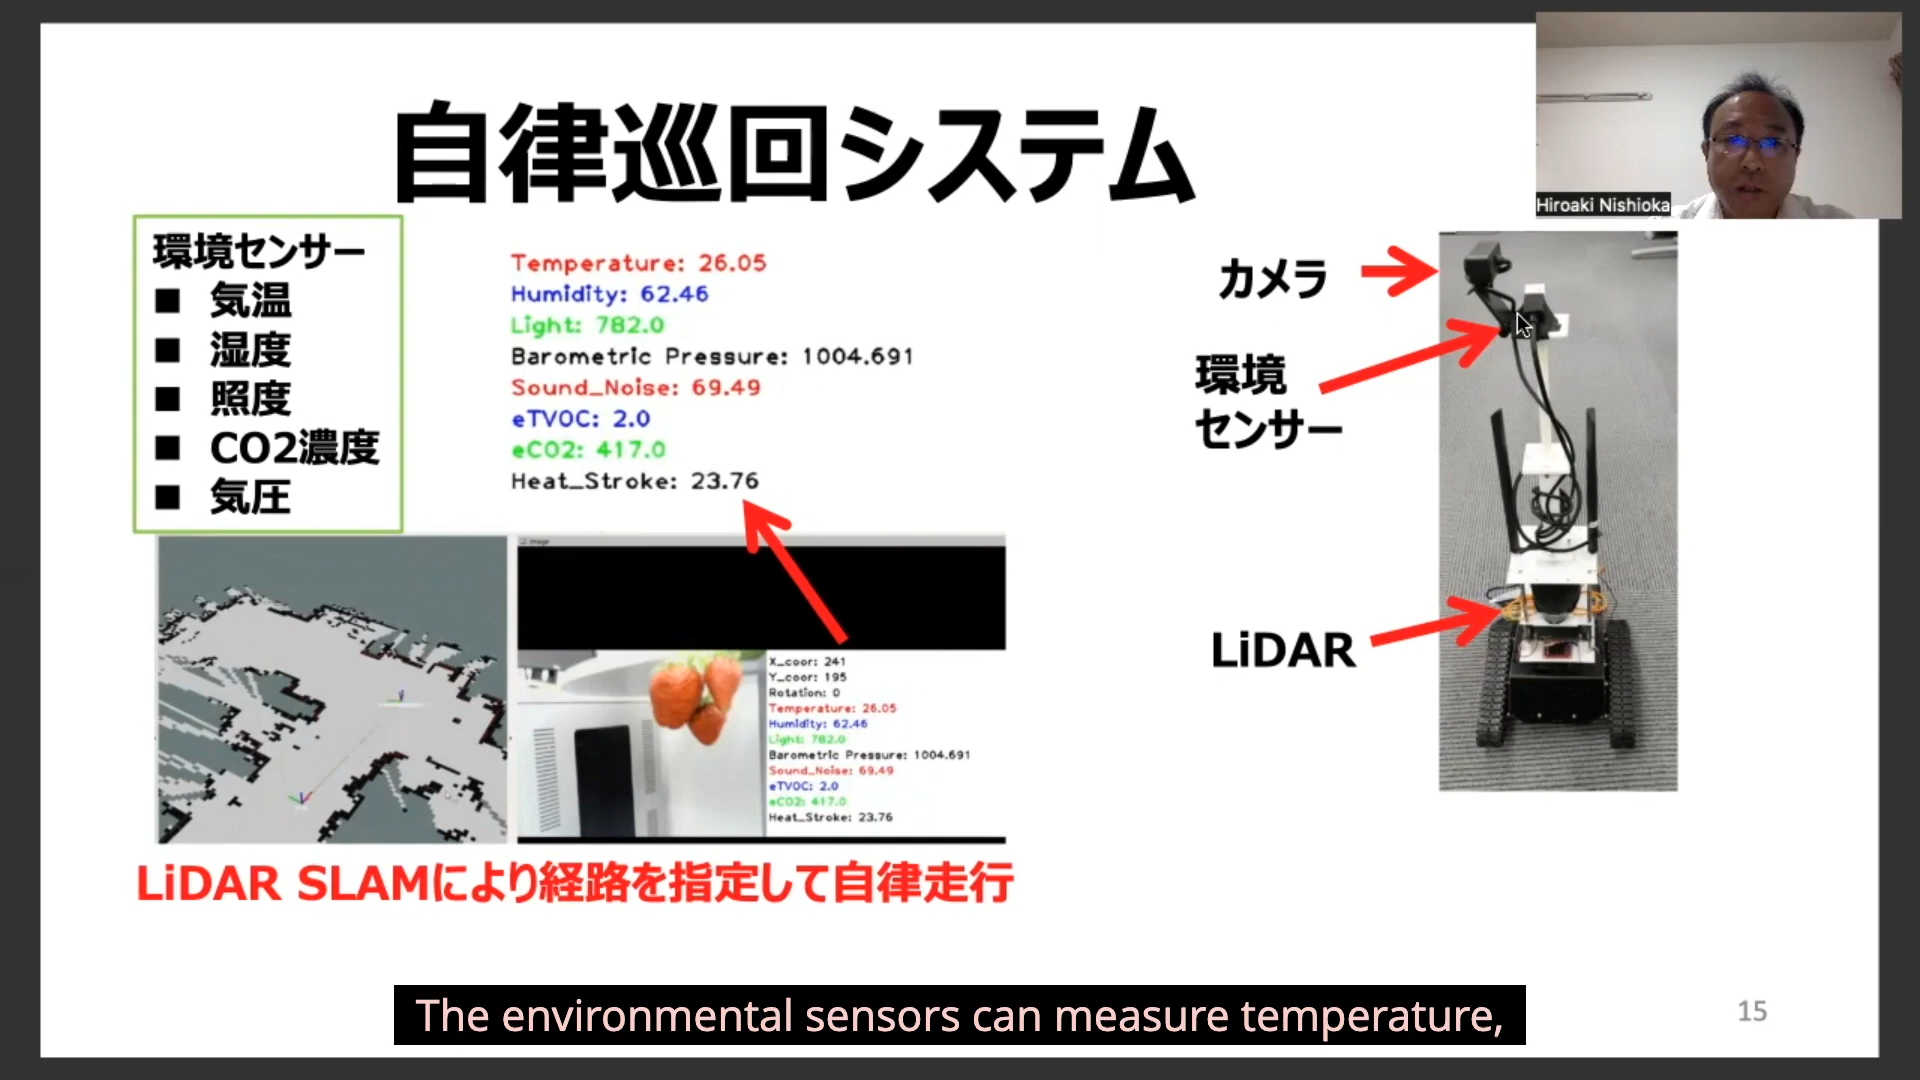 自律巡回システム
Hiroaki Nishioka
環境センサー
■ 気温
■ 湿度
■ 照度
■ CO2濃度
■ 気圧
Temperature: 26.05
Humidity: 62.46
Light: 782.0
Barometric Pressure: 1004.691
Sound_Noise: 69.49
eTVOC: 2.0
eCO2: 417.0
Heat_Stroke: 23.76
カメラ
環境
センサー
LiDAR
image
X_coor: 241
Y_coor: 195
Rotation: 0
Temperature: 26.05
Humidity: 62.46
Light: 782.0
Barometric Pressure: 1004.691
Sound_Noise: 69.49
eTVOC: 2.0
eCO2: 417.0
Heat_Stroke: 23.76
LiDAR SLAMにより経路を指定して自律走行
The environmental sensors can measure temperature,
15